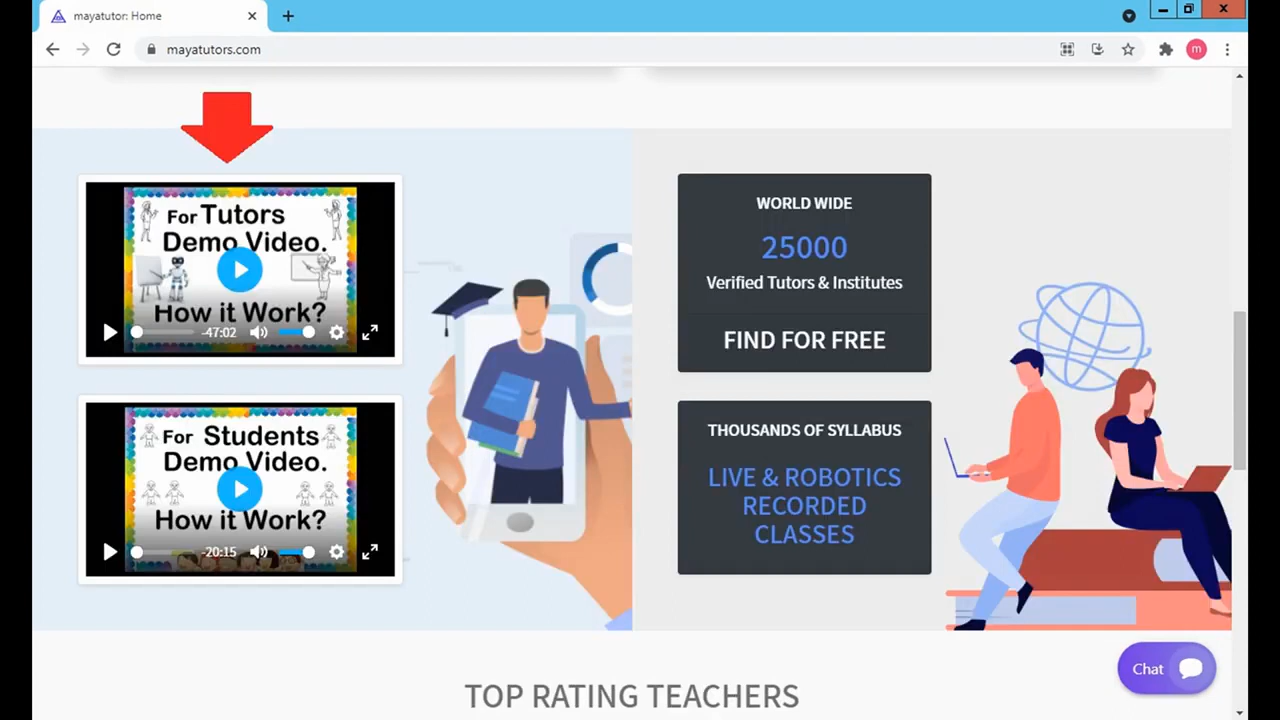 mayatutor: Home
mayatutors.com
m
For Tutors
Demo Video.
How it Work?
-47:02
For Students
Demo Video.
How it Work?
-20:15
WORLD WIDE
25000
Verified Tutors & Institutes
FIND FOR FREE
THOUSANDS OF SYLLABUS
LIVE & ROBOTICS
RECORDED
CLASSES
Chat
TOP RATING TEACHERS